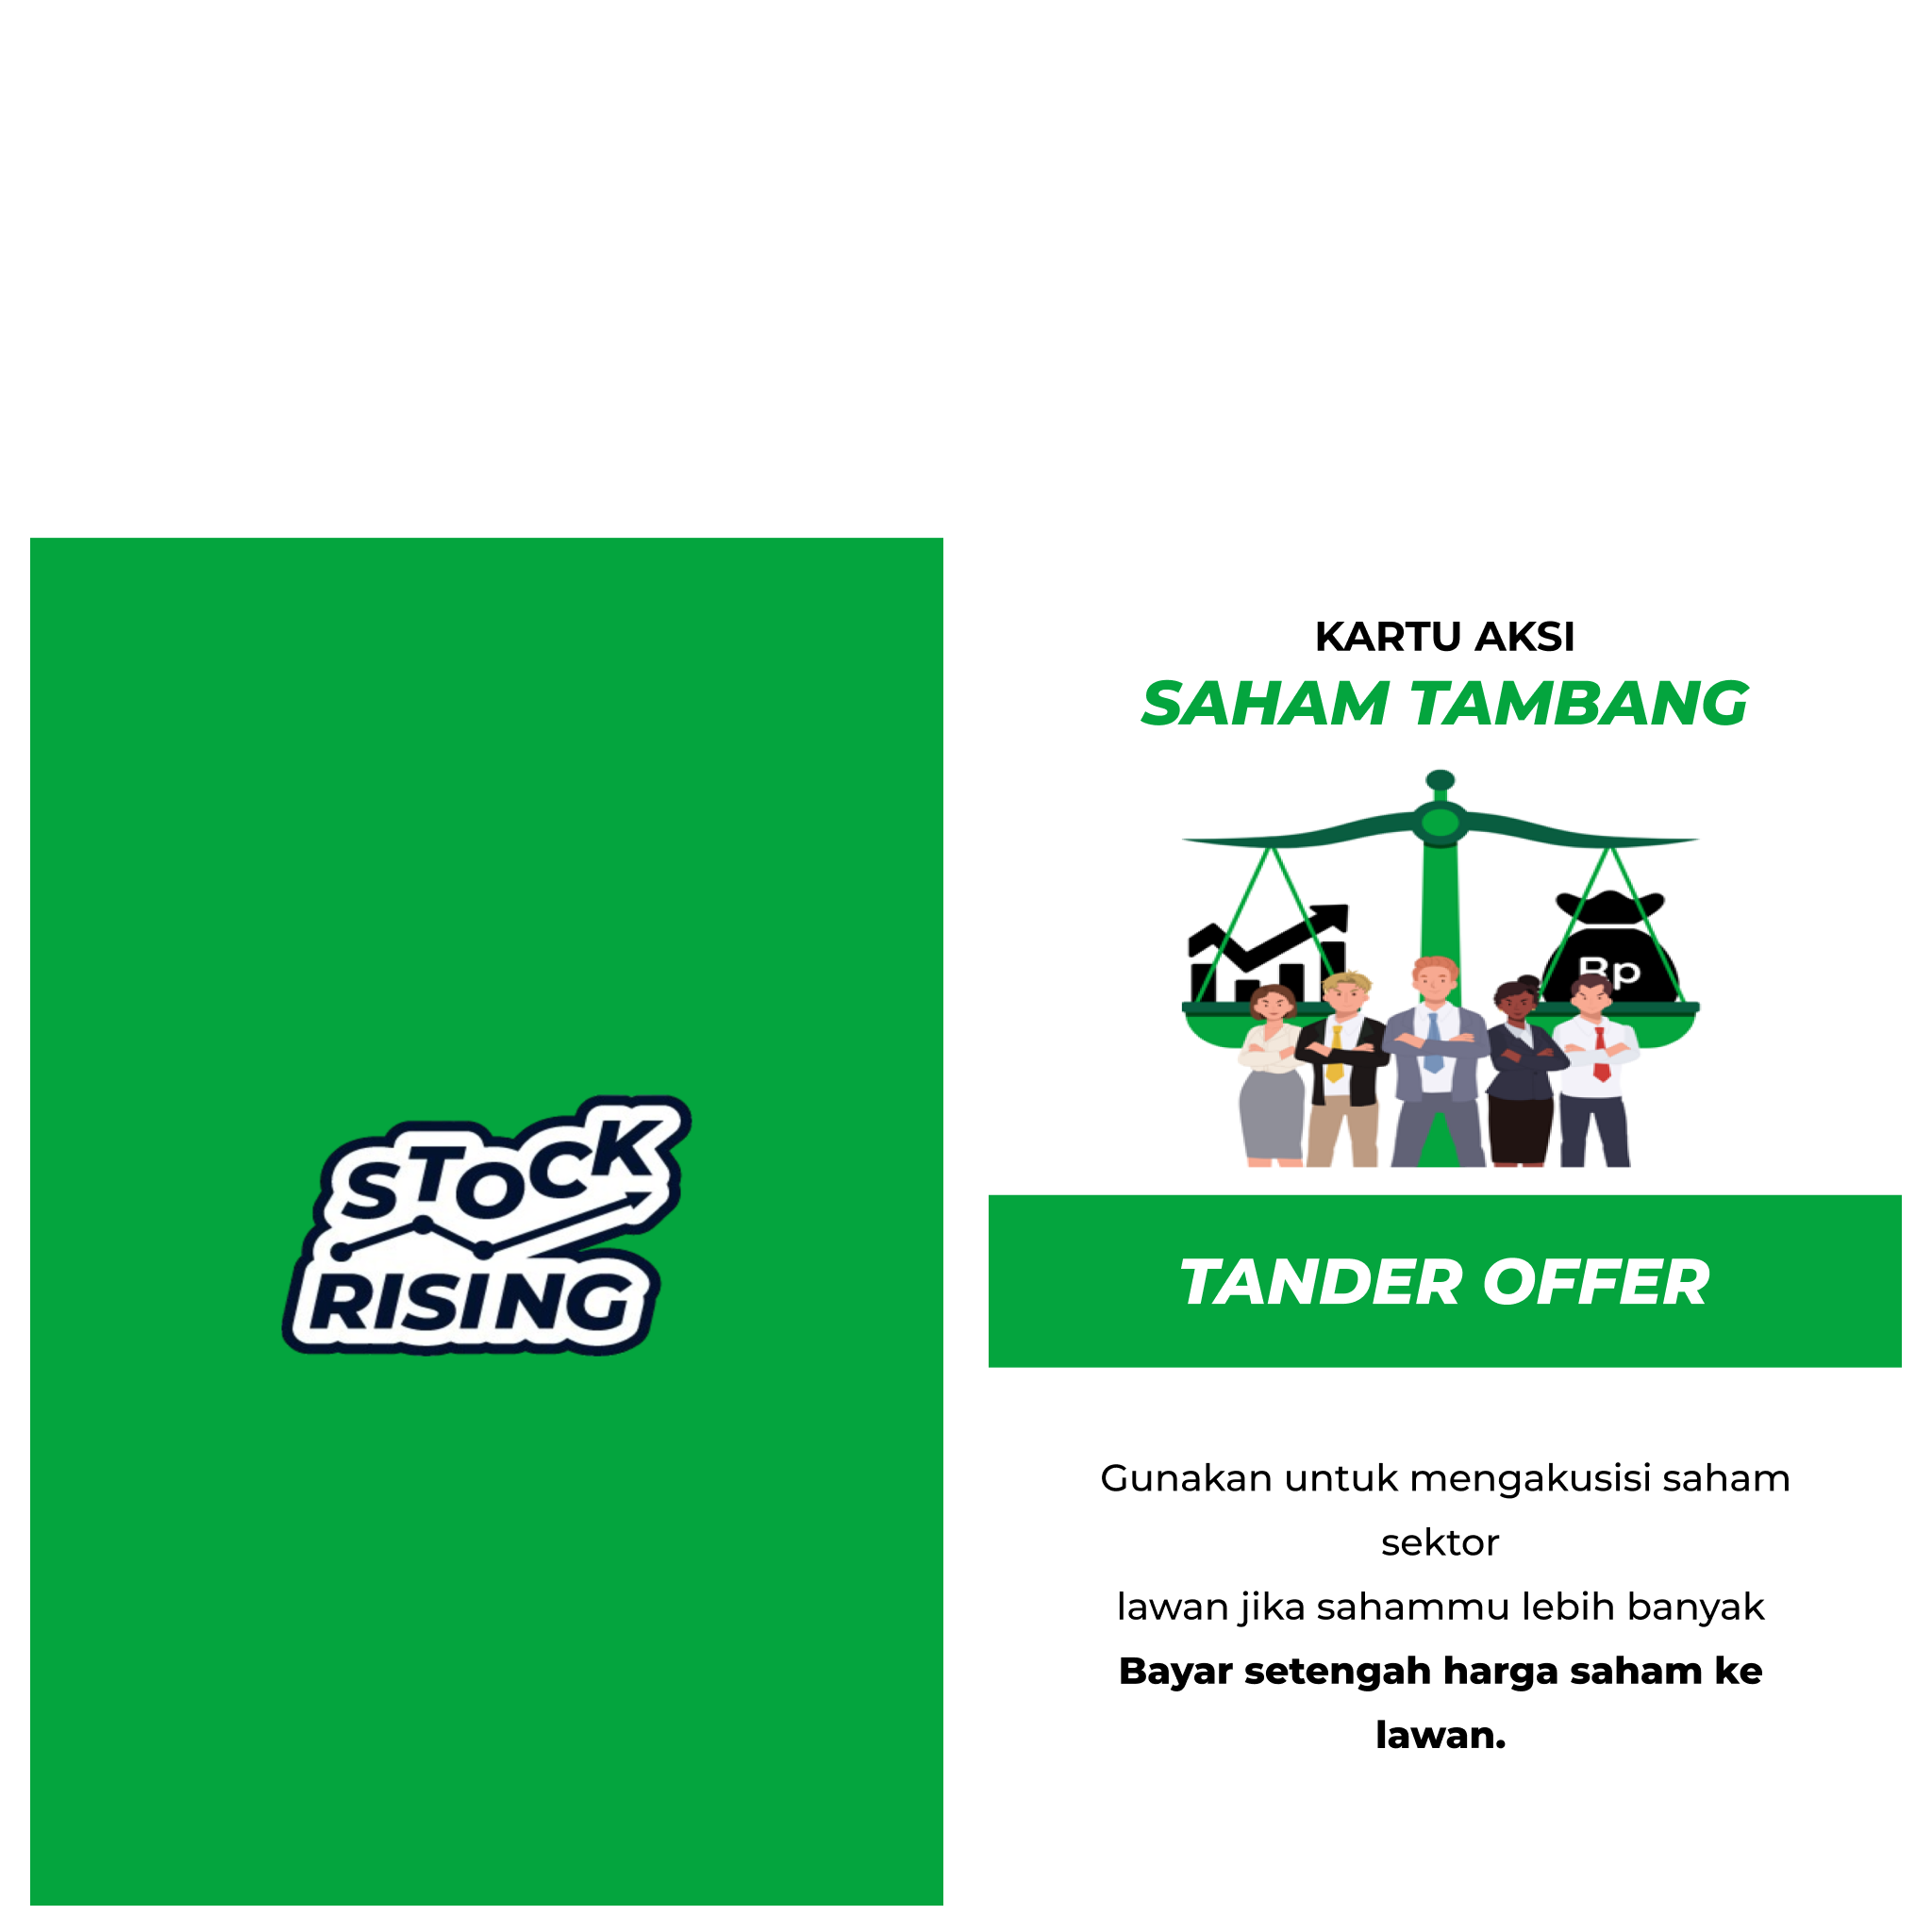 STOCK
RISING
KARTU AKSI
SAHAM TAMBANG
Rp
TANDER OFFER
Gunakan untuk mengakusisi saham
sektor
lawan jika sahammu lebih banyak
Bayar setengah harga saham ke
lawan.